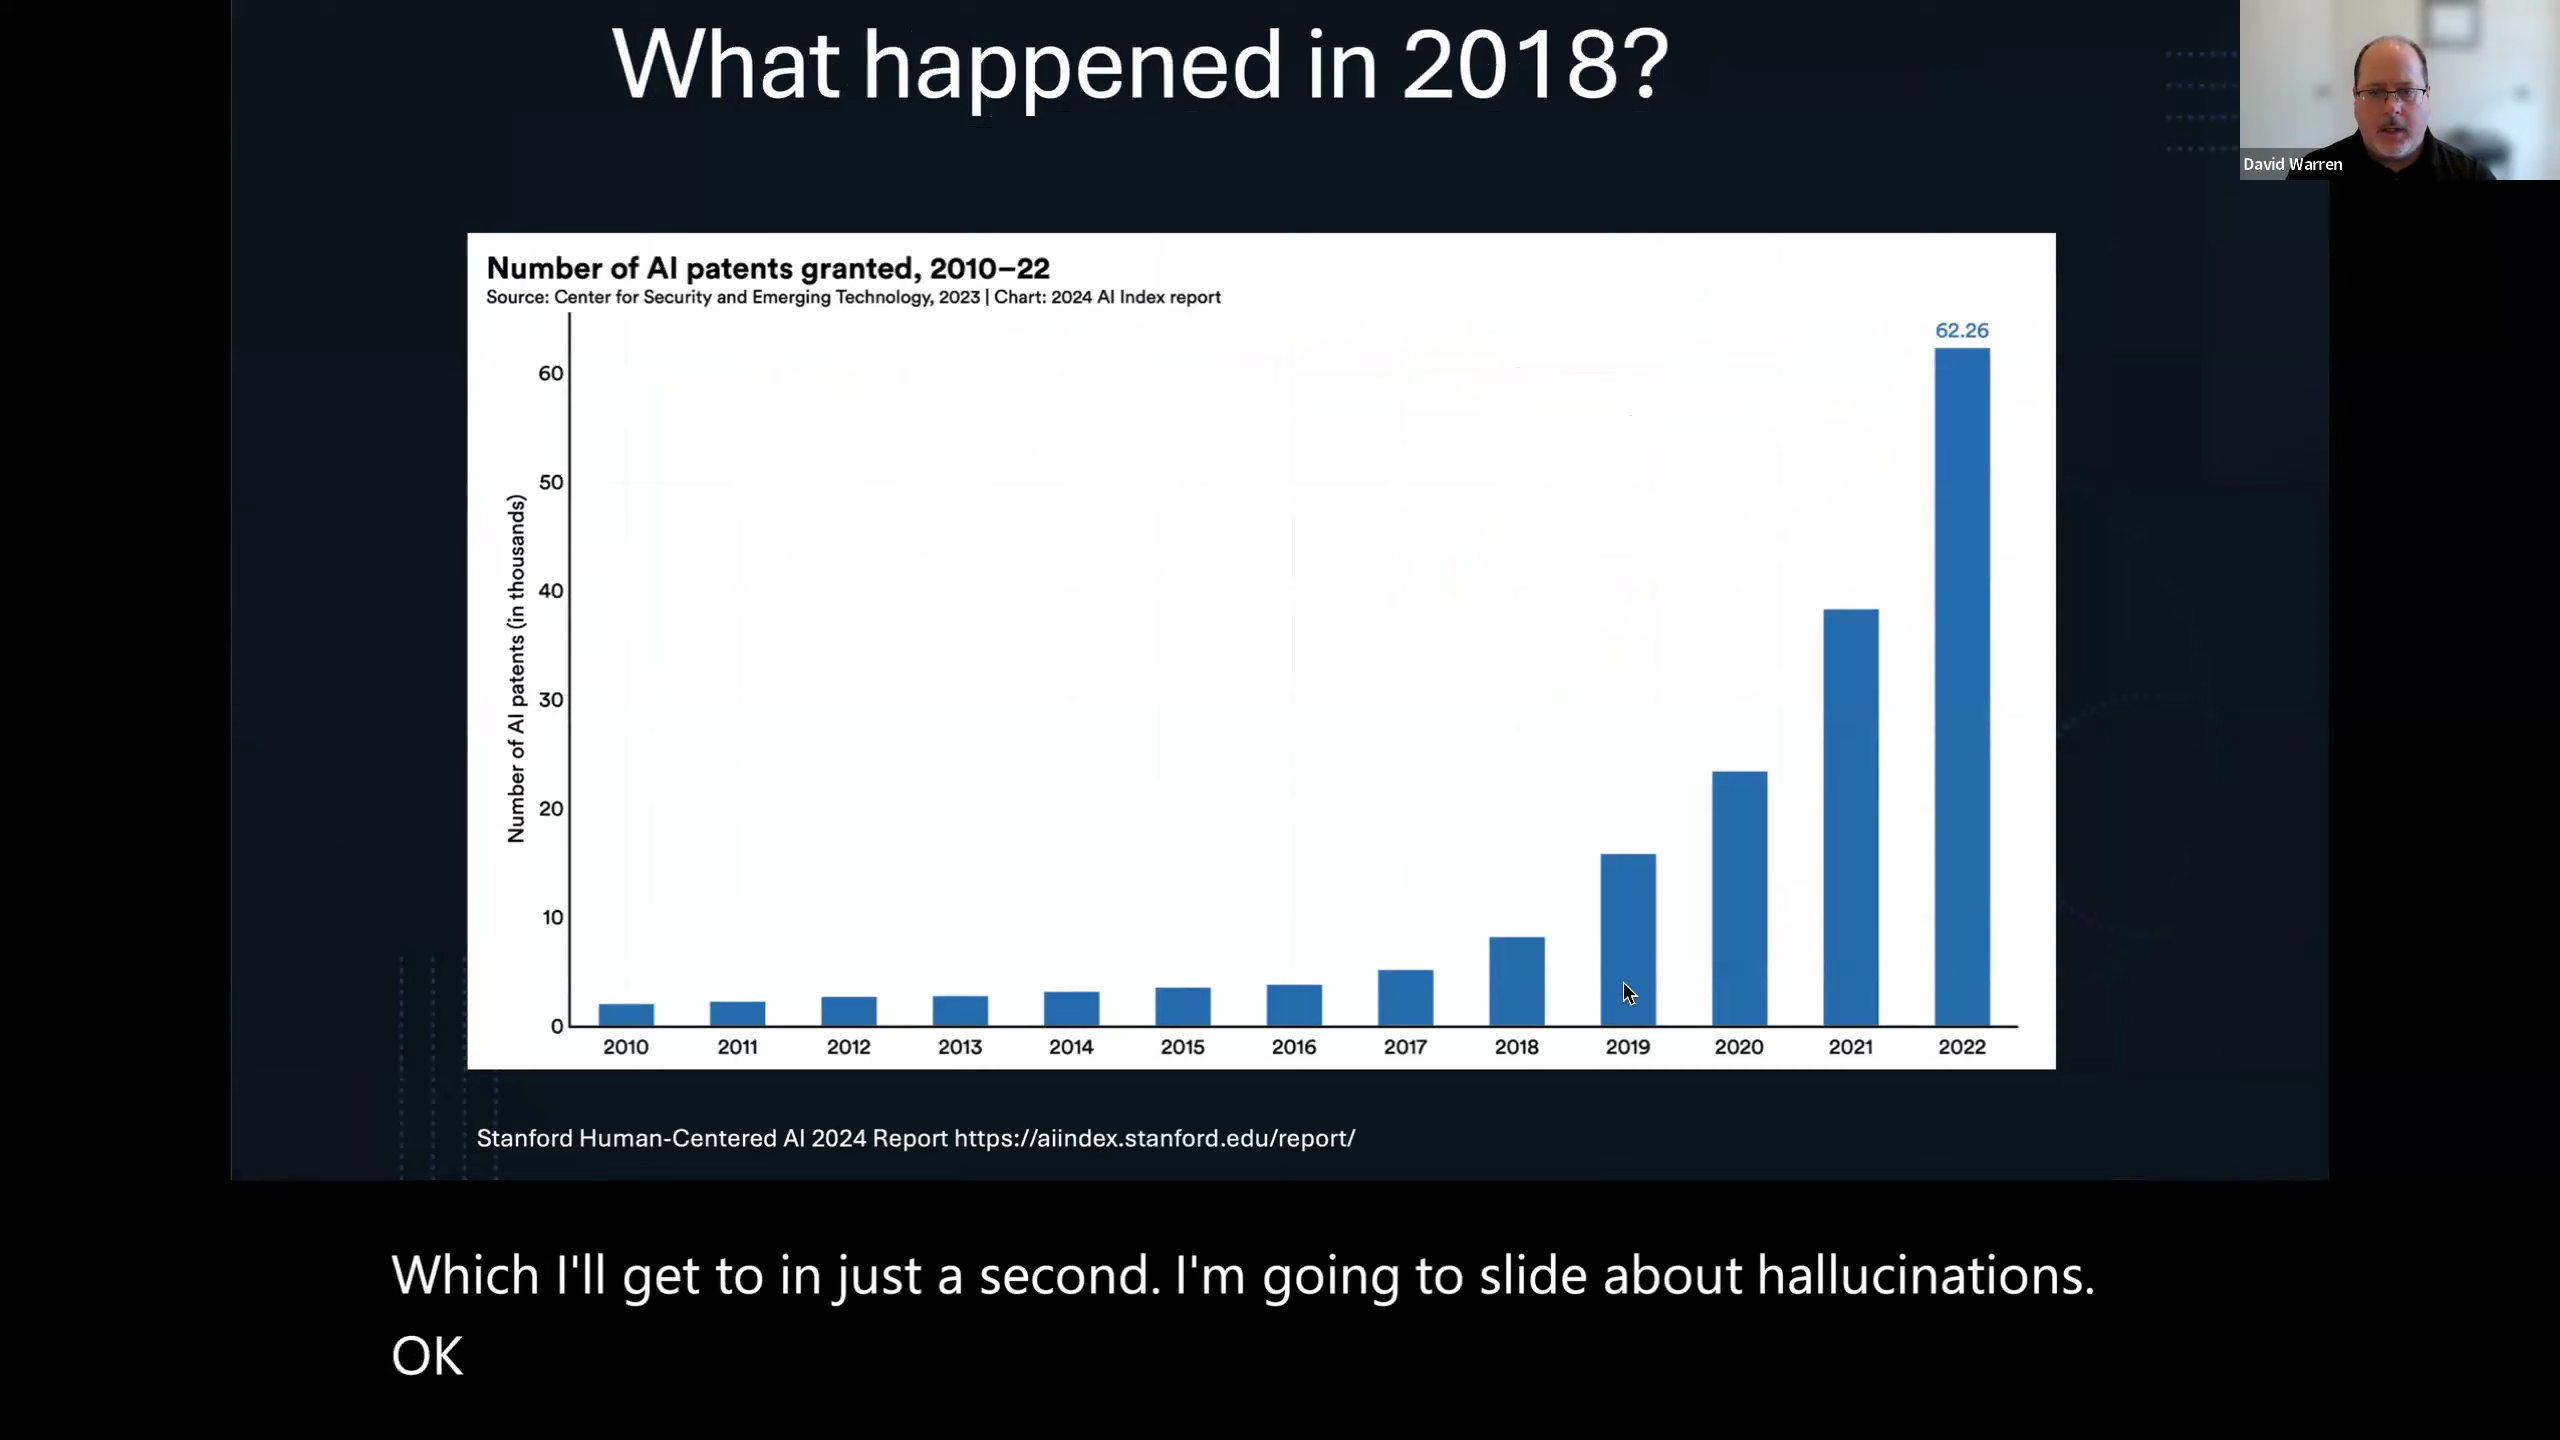 What happened in 2018?
David Warren
Number of AI patents granted, 2010–22
Source: Center for Security and Emerging Technology, 2023 | Chart: 2024 AI Index report
62.26
60
50
40
30
20
10
0
Number of AI patents (in thousands)
2010 2011 2012 2013 2014 2015 2016 2017 2018 2019 2020 2021 2022
Stanford Human-Centered AI 2024 Report https://aiindex.stanford.edu/report/
Which I'll get to in just a second. I'm going to slide about hallucinations.
OK